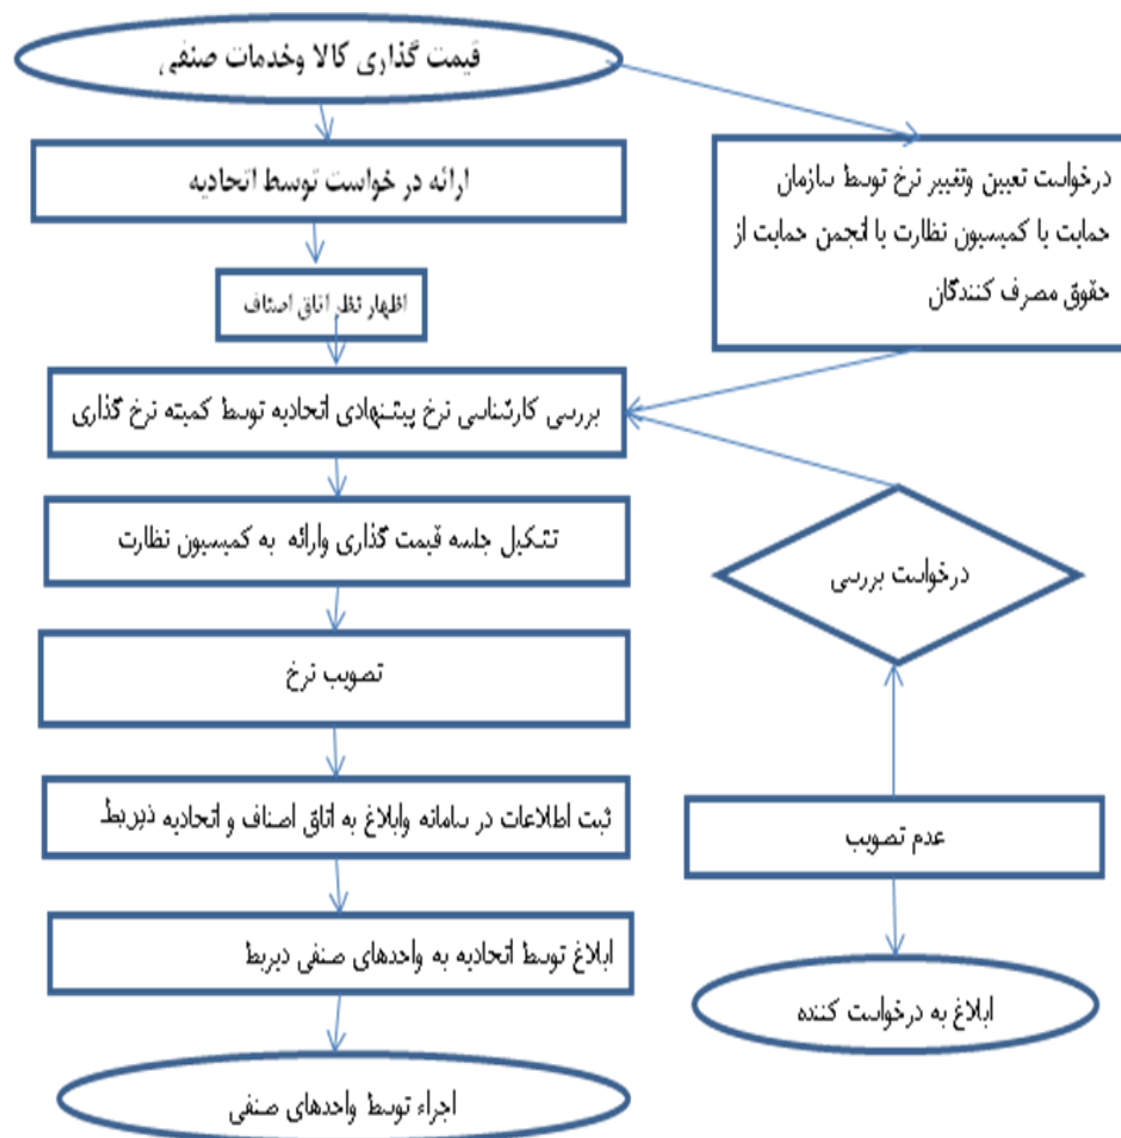 قیمت گذاری کالا وخدمات صنفی
ارائه در خواست توسط اتحادیه
درخواست تعیین وتغییر نرخ توسط سازمان
حمایت یا کمیسیون نظارت یا انجمن حمایت از
حقوق مصرف کنندگان
اظهار نظر اتاق اصناف
بررسی کارشناسی نرخ پیشنهادی اتحادیه توسط کمیته نرخ گذاری
تشکیل جلسه قیمت گذاری وارائه به کمیسیون نظارت
درخواست بررسی
تصویب نرخ
ثبت اطلاعات در سامانه وابلاغ به اتاق اصناف و اتحادیه ذیربط
عدم تصویب
ابلاغ توسط اتحادیه به واحدهای صنفی دیربط
ابلاغ به درخواست کننده
اجراء توسط واحدهای صنفی